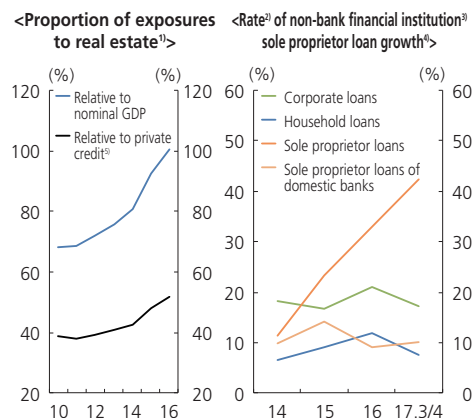 <Proportion of exposures
to real estate¹⁾>
(%) (%)
120 120
Relative to
nominal GDP
Relative to private
credit⁵⁾
100 100
80 80
60 60
40 40
20 20
10 12 14 16
<Rate²⁾ of non-bank financial institution³⁾
sole proprietor loan growth⁴⁾>
(%) (%)
60 60
Corporate loans
Household loans
Sole proprietor loans
Sole proprietor loans of
domestic banks
50 50
40 40
30 30
20 20
10 10
0 0
14 15 16 17.3/4